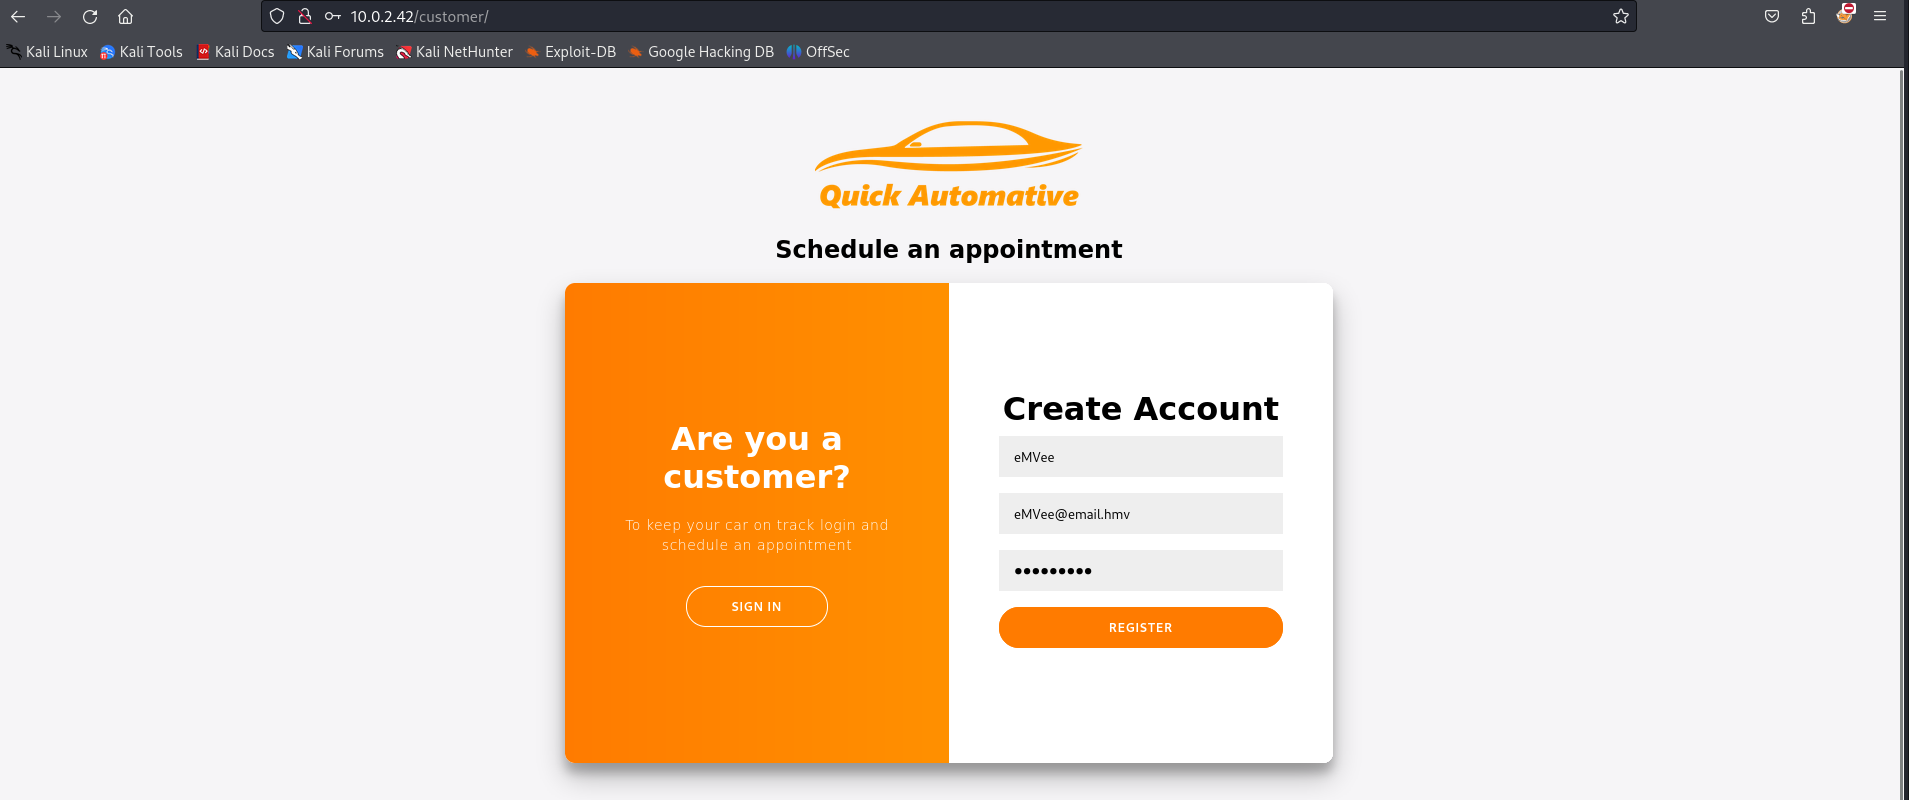 10.0.2.42/customer/
Kali Linux Kali Tools Kali Docs Kali Forums Kali NetHunter Exploit-DB Google Hacking DB OffSec
Quick Automative
Schedule an appointment
Are you a
customer?
To keep your car on track login and
schedule an appointment
SIGN IN
Create Account
eMVee
eMVee@email.hmv
•••••••••
REGISTER